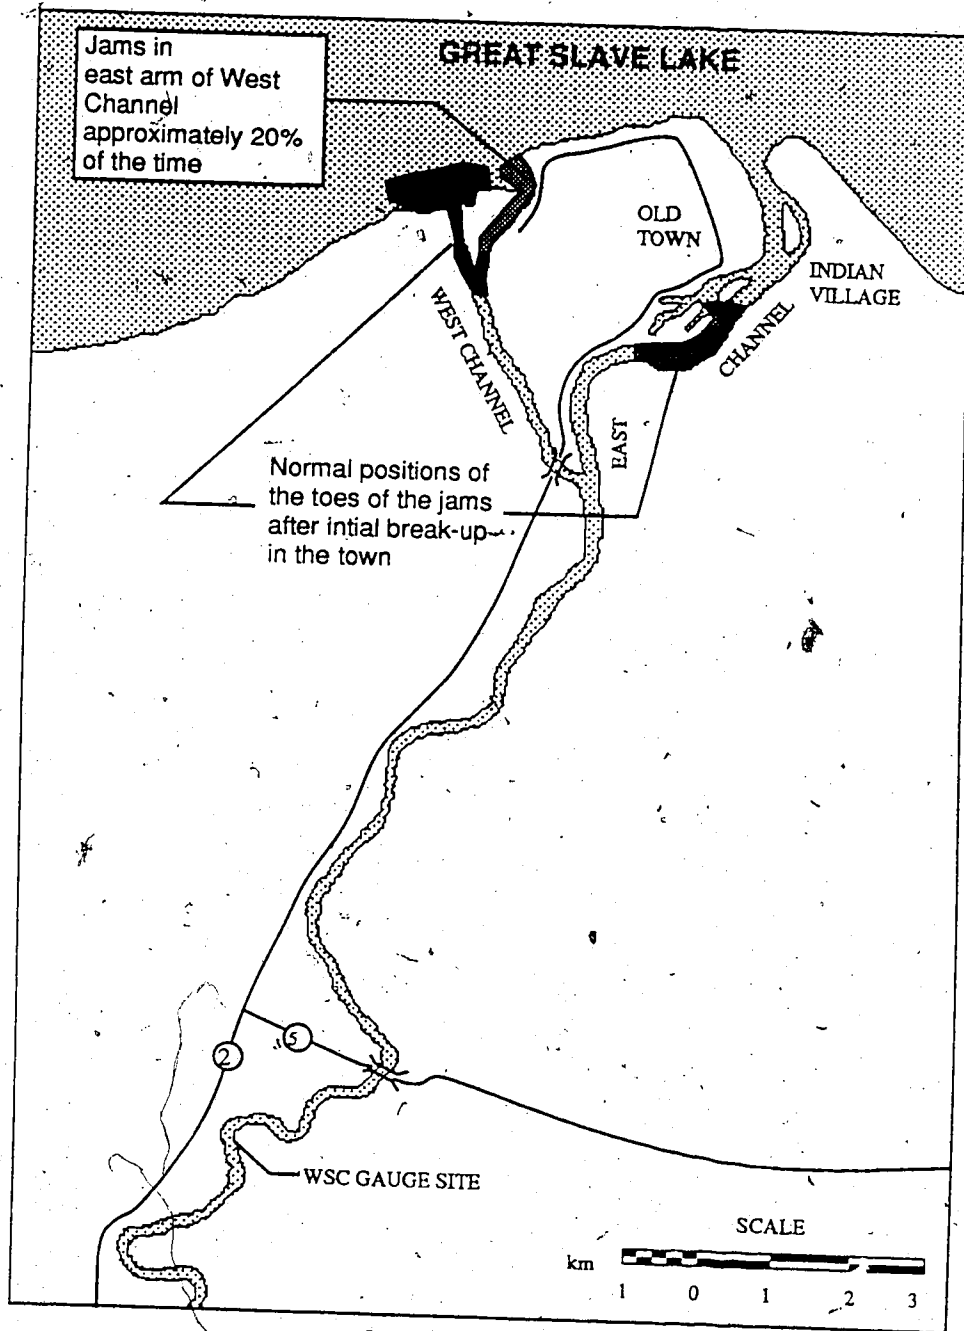 GREAT SLAVE LAKE
Jams in
east arm of West
Channel
approximately 20%
of the time
OLD
TOWN
INDIAN
VILLAGE
WEST CHANNEL
EAST
CHANNEL
Normal positions of
the toes of the jams
after intial break-up
in the town
5
2
WSC GAUGE SITE
SCALE
km
1 0 1 2 3